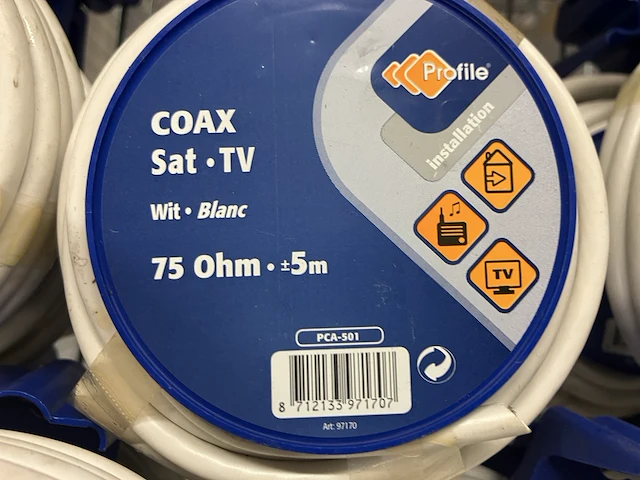 Profile®
installation
COAX
Sat • TV
Wit • Blanc
75 Ohm • ±5m
TV
PCA-501
8 712133 971707
Art: 97170